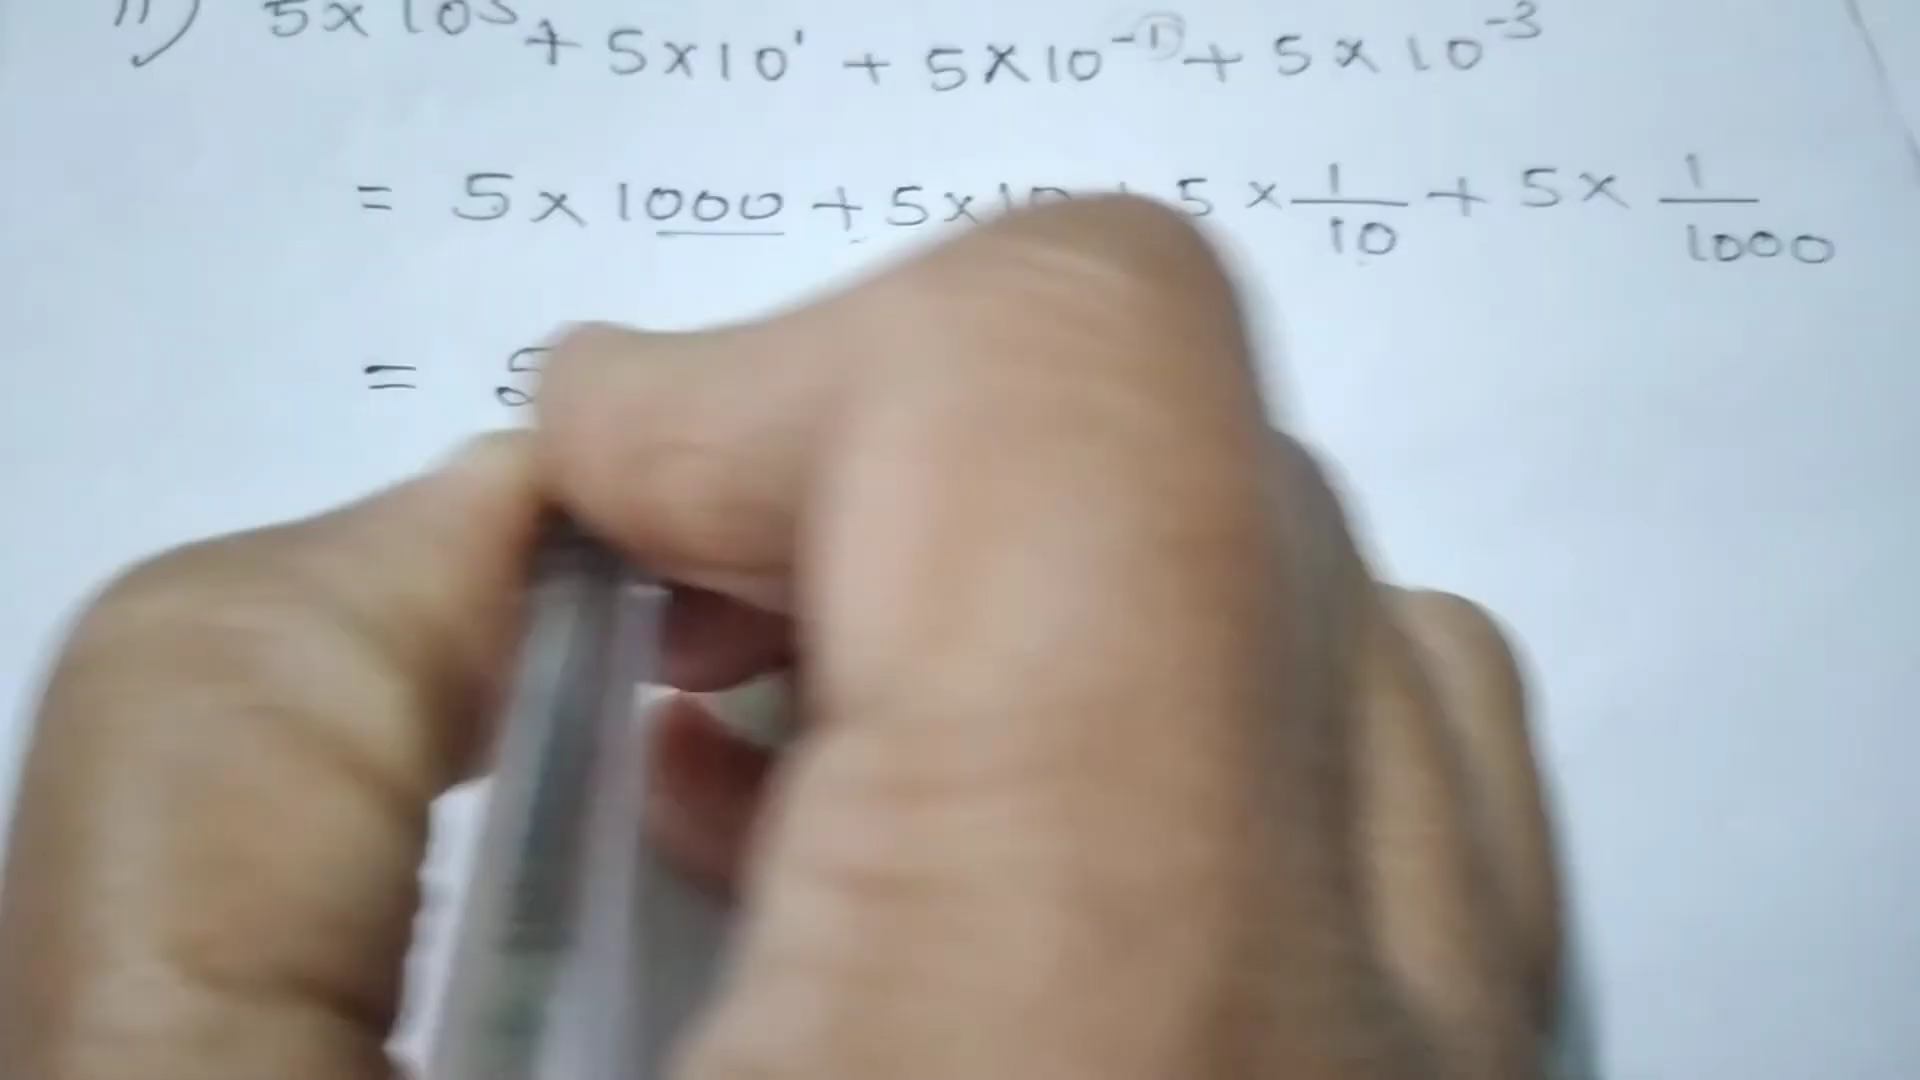 ii) 5 × 10³ + 5 × 10¹ + 5 × 10⁻¹ + 5 × 10⁻³
= 5 × 1000 + 5 × 10 + 5 × 1/10 + 5 × 1/1000
= 5